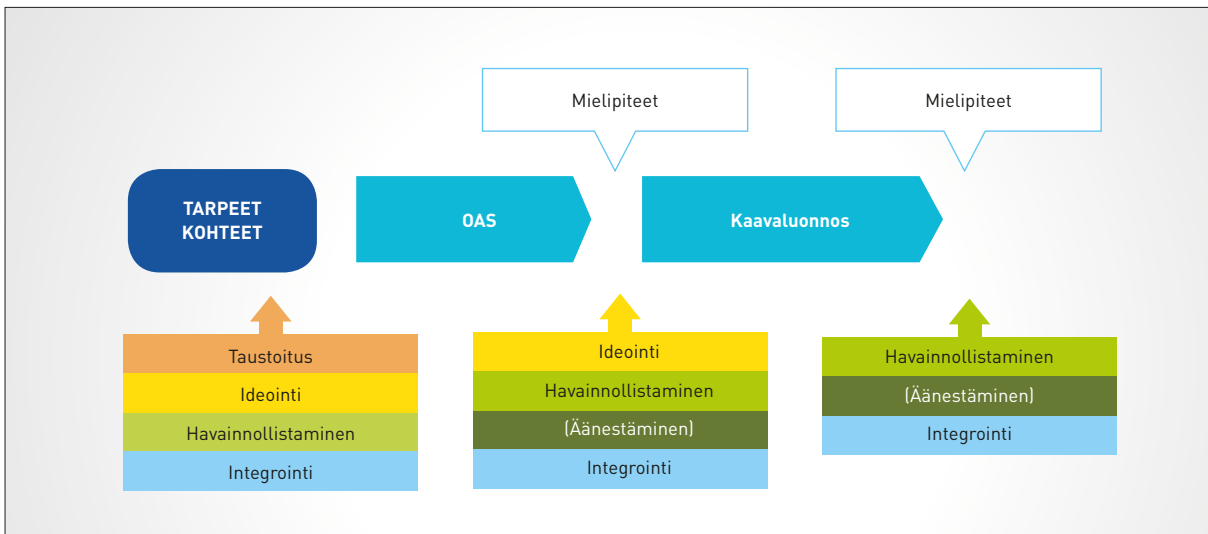 Mielipiteet
Mielipiteet
TARPEET
KOHTEET
OAS
Kaavaluonnos
Taustoitus
Ideointi
Havainnollistaminen
Integrointi
Ideointi
Havainnollistaminen
(Äänestäminen)
Integrointi
Havainnollistaminen
(Äänestäminen)
Integrointi